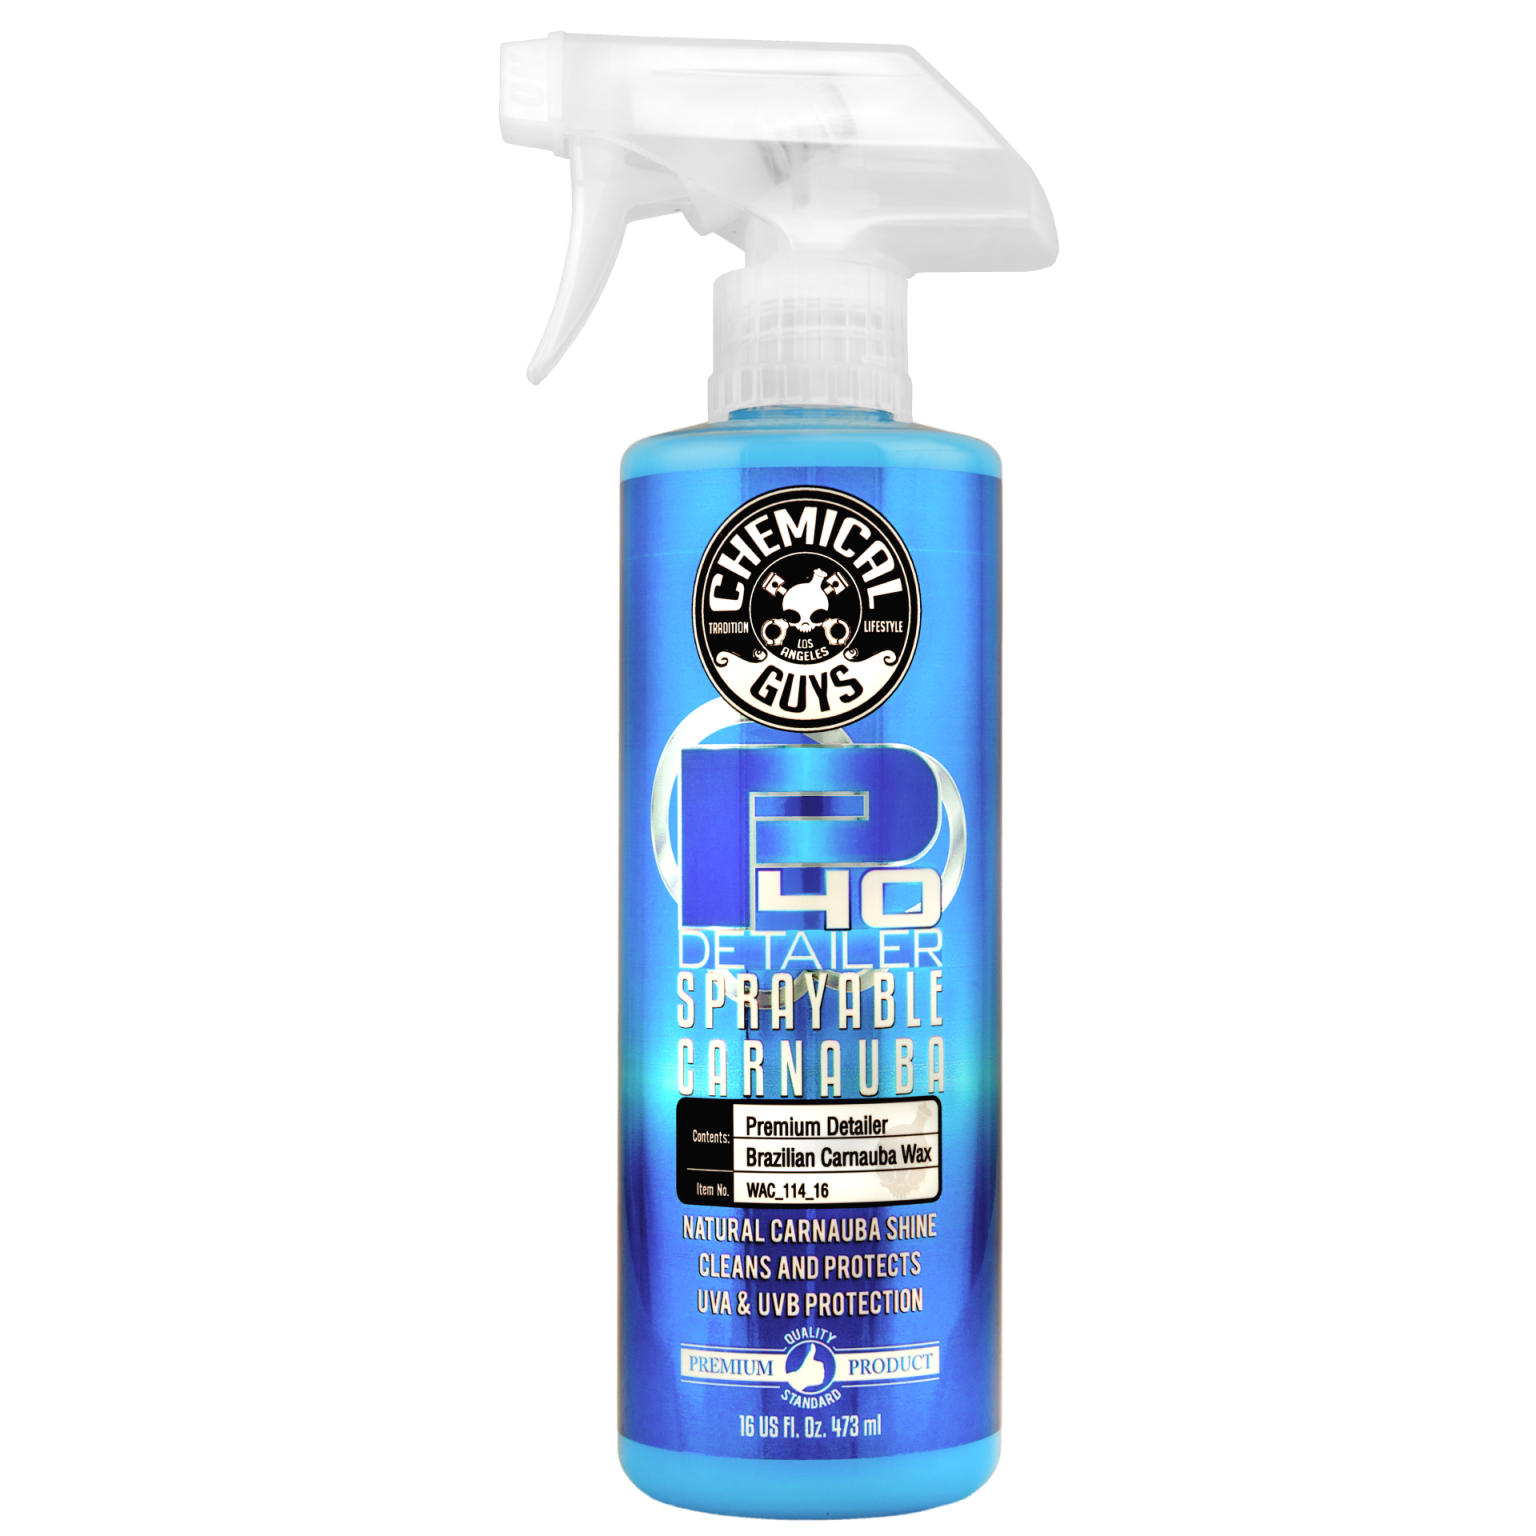 CHEMICAL
TRADITION
LIFESTYLE
LOS
ANGELES
GUYS
P40
DETAILER
SPRAYABLE
CARNAUBA
Contents: Premium Detailer
Brazilian Carnauba Wax
Item No. WAC_114_16
NATURAL CARNAUBA SHINE
CLEANS AND PROTECTS
UVA & UVB PROTECTION
QUALITY
PREMIUM PRODUCT
STANDARD
16 US Fl. Oz. 473 ml